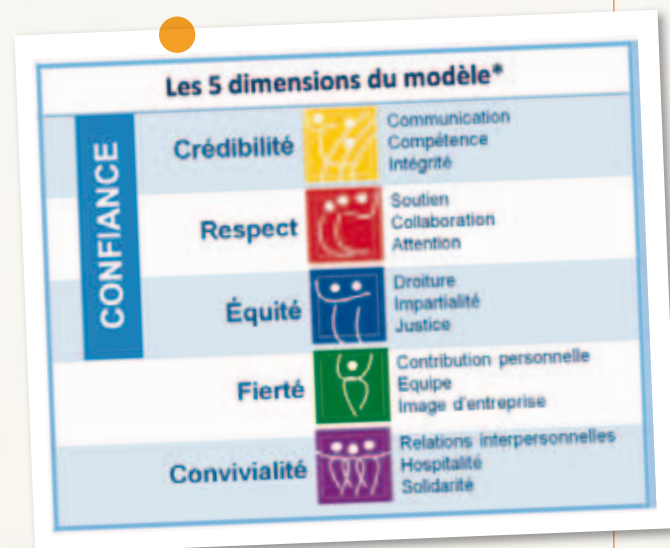 Les 5 dimensions du modèle*
CONFIANCE
Crédibilité
Communication
Compétence
Intégrité
Respect
Soutien
Collaboration
Attention
Équité
Droiture
Impartialité
Justice
Fierté
Contribution personnelle
Equipe
Image d'entreprise
Convivialité
Relations interpersonnelles
Hospitalité
Solidarité